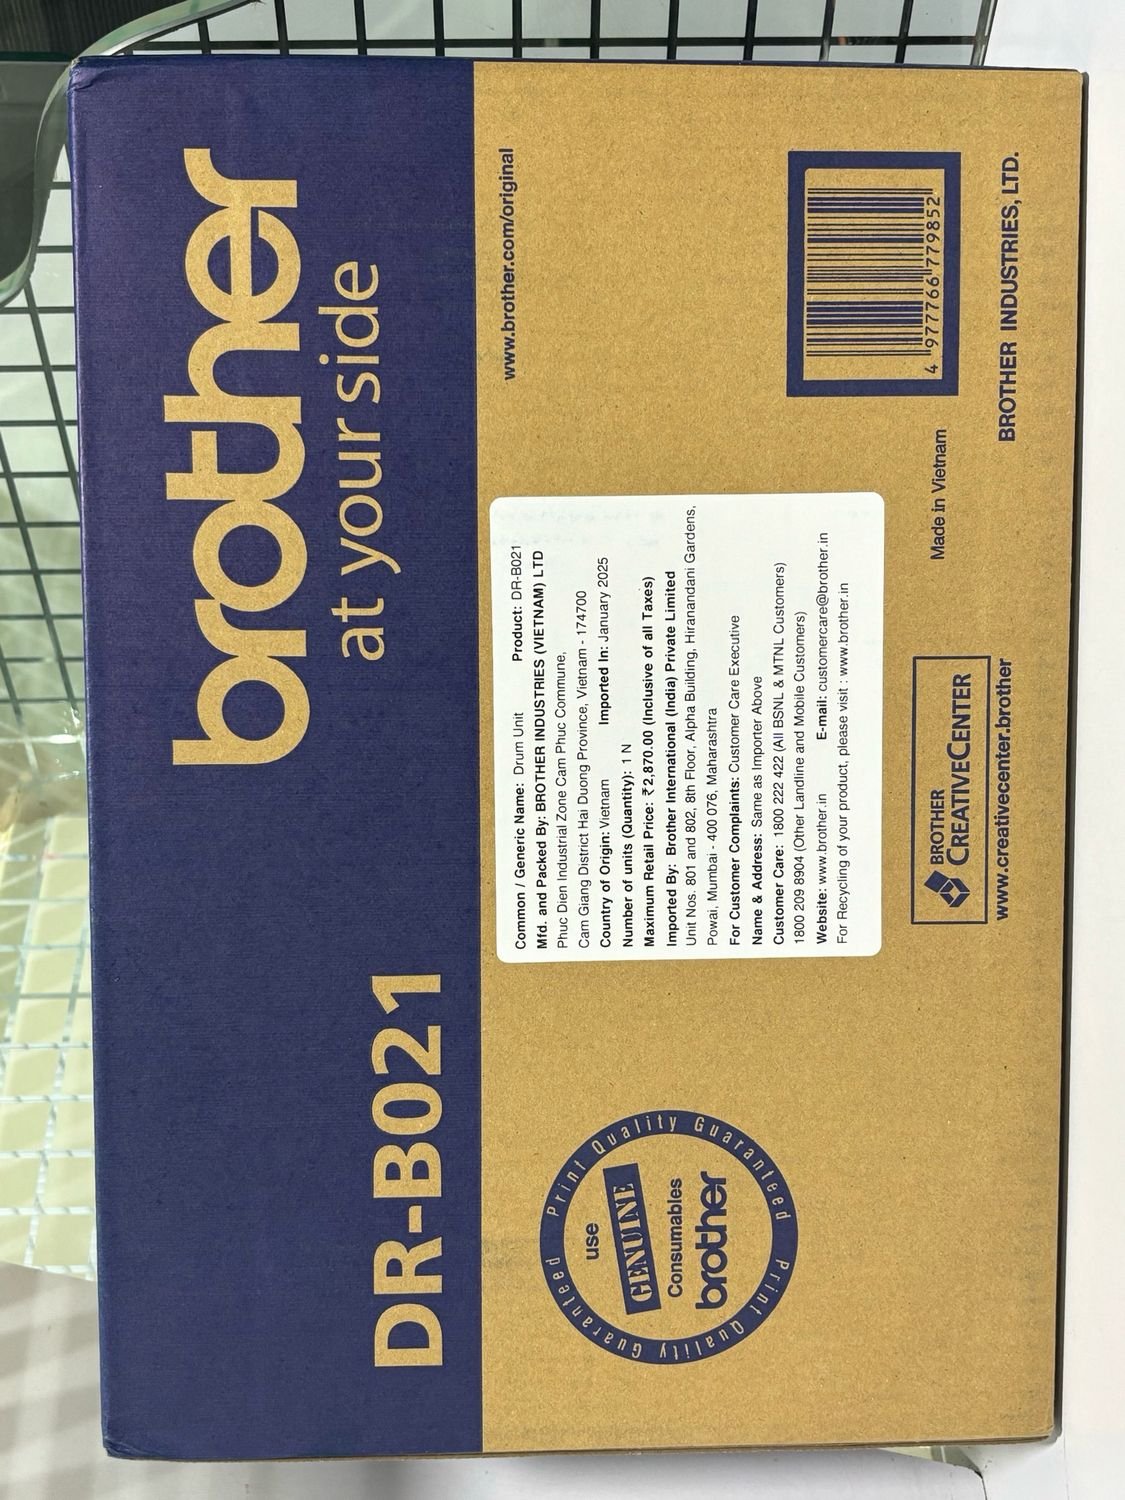 brother
at your side
DR-B021
www.brother.com/original
Common / Generic Name: Drum Unit Product: DR-B021
Mfd. and Packed By: BROTHER INDUSTRIES (VIETNAM) LTD
Phuc Dien Industrial Zone Cam Phuc Commune,
Cam Giang District Hai Duong Province, Vietnam - 174700
Country of Origin: Vietnam Imported In: January 2025
Number of units (Quantity): 1 N
Maximum Retail Price: ₹2,870.00 (Inclusive of all Taxes)
Imported By: Brother International (India) Private Limited
Unit Nos. 801 and 802, 8th Floor, Alpha Building, Hiranandani Gardens,
Powai, Mumbai - 400 076, Maharashtra
For Customer Complaints: Customer Care Executive
Name & Address: Same as Importer Above
Customer Care: 1800 222 422 (All BSNL & MTNL Customers)
1800 209 8904 (Other Landline and Mobile Customers)
Website: www.brother.in E-mail: customercare@brother.in
For Recycling of your product, please visit : www.brother.in
Print Quality Guaranteed
Print Quality Guaranteed
use
GENUINE
Consumables
brother
BROTHER
CREATIVECENTER
www.creativecenter.brother
Made in Vietnam
4 977766 779852
BROTHER INDUSTRIES, LTD.